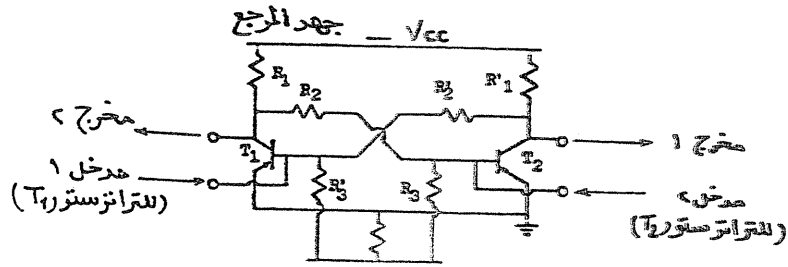 جهد المرجع — Vcc
R₁
R₂
R'₂
R'₁
مخرج ٢
T₁
T₂
مخرج ١
مدخل ١
(للترانزستور T₁)
R'₃
R₃
مدخل ٢
(للترانزستور T₂)